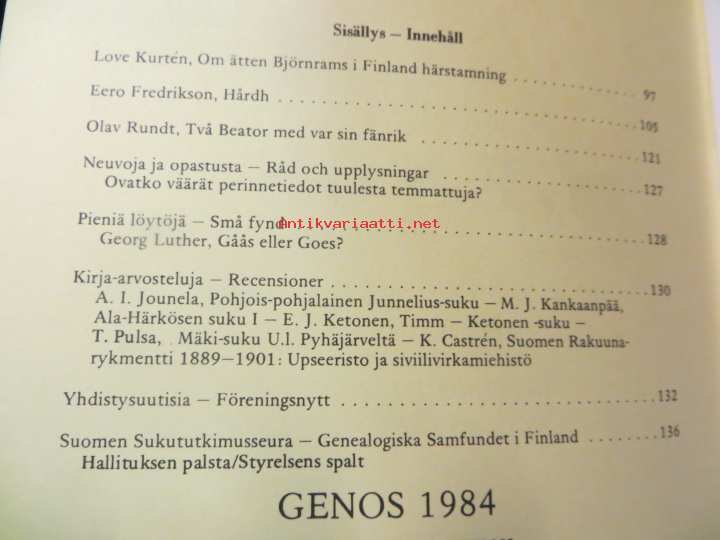 Sisällys – Innehåll
Love Kurtén, Om ätten Björnrams i Finland härstamning ........ 97
Eero Fredrikson, Hårdh ........ 105
Olav Rundt, Två Beator med var sin fänrik ........ 121
Neuvoja ja opastusta – Råd och upplysningar ........ 127
Ovatko väärät perinnetiedot tuulesta temmattuja?
Pieniä löytöjä – Små fynd ........ 128
Antikvariaatti.net
Georg Luther, Gåås eller Goes?
Kirja-arvosteluja – Recensioner ........ 130
A. I. Jounela, Pohjois-pohjalainen Junnelius-suku – M. J. Kankaanpää,
Ala-Härkösen suku I – E. J. Ketonen, Timm – Ketonen -suku –
T. Pulsa, Mäki-suku U.l. Pyhäjärveltä – K. Castrén, Suomen Rakuuna-
rykmentti 1889–1901: Upseeristo ja siviilivirkamiehistö
Yhdistysuutisia – Föreningsnytt ........ 132
Suomen Sukututkimusseura – Genealogiska Samfundet i Finland ........ 136
Hallituksen palsta/Styrelsens spalt
GENOS 1984